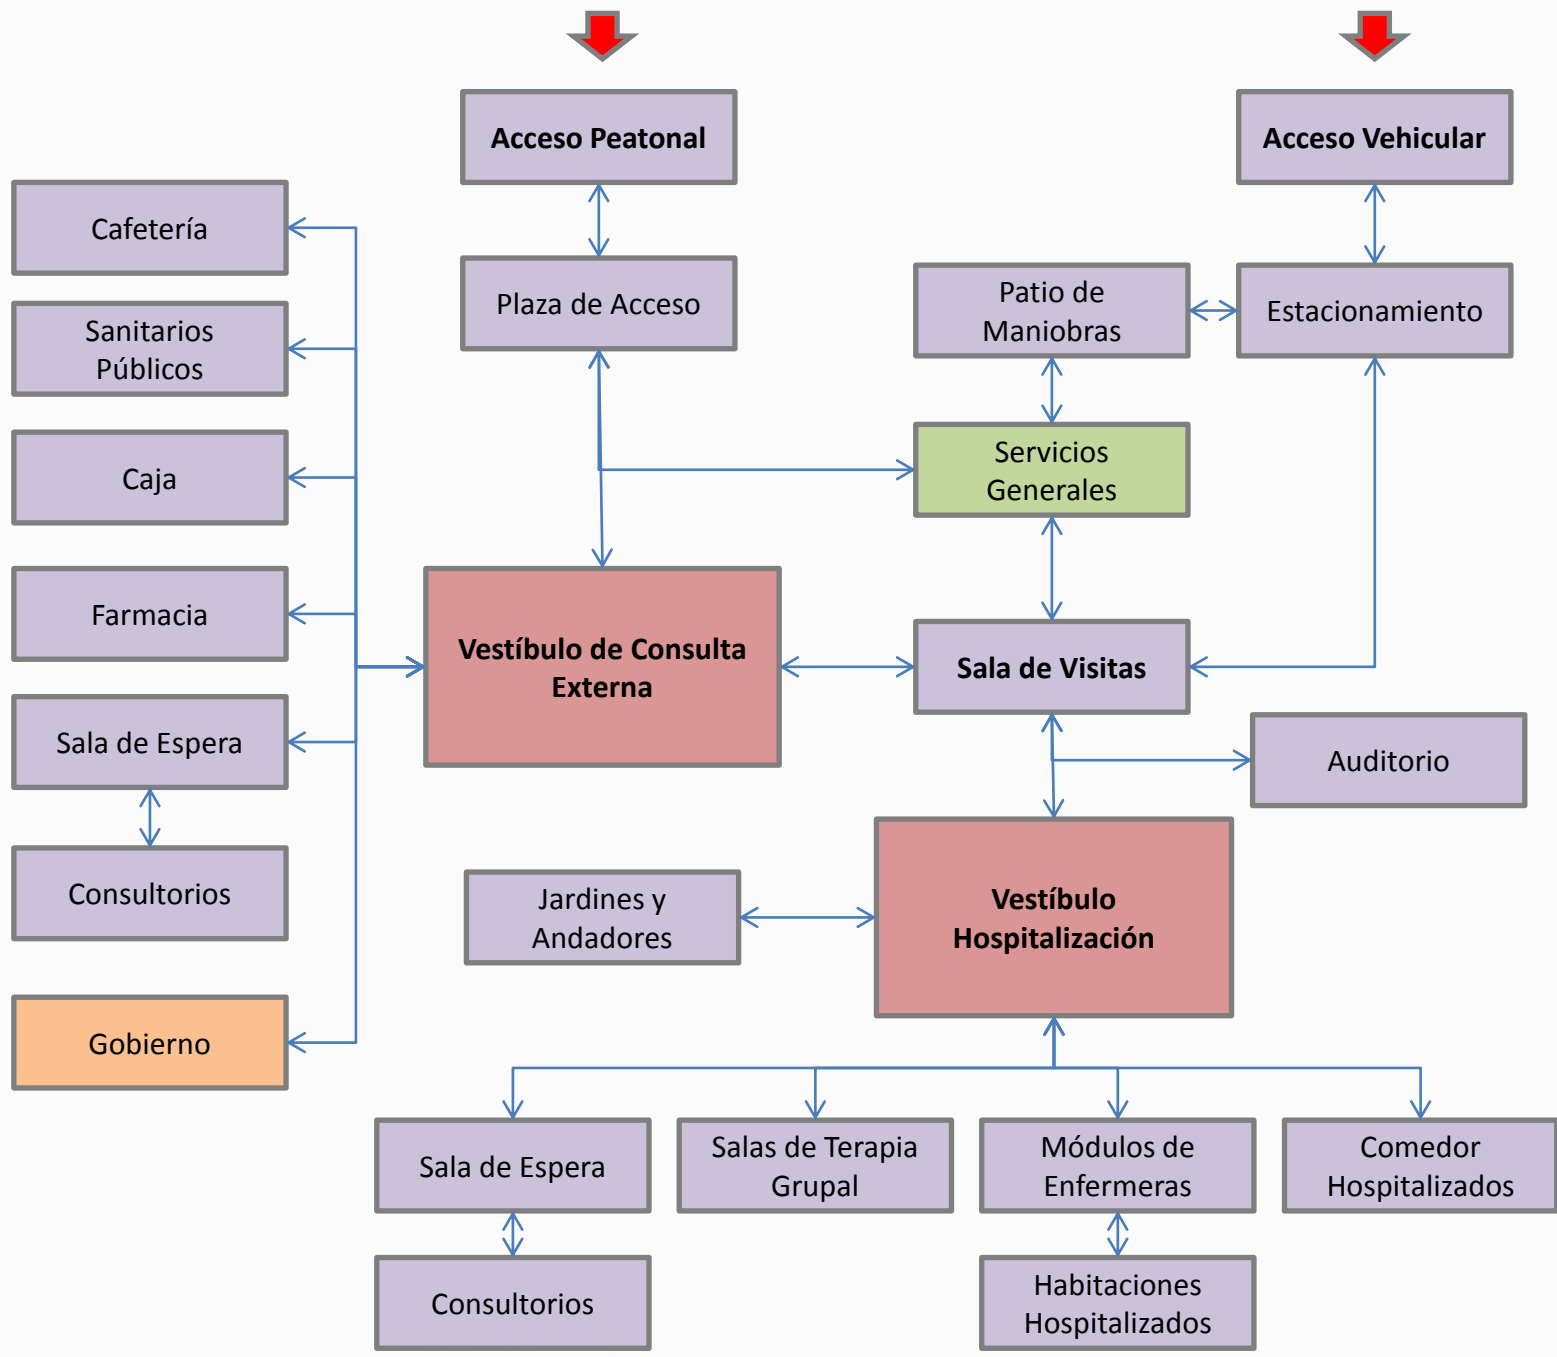 Acceso Peatonal
Acceso Vehicular
Cafetería
Plaza de Acceso
Patio de
Maniobras
Estacionamiento
Sanitarios
Públicos
Caja
Servicios
Generales
Farmacia
Vestíbulo de Consulta
Externa
Sala de Visitas
Sala de Espera
Auditorio
Consultorios
Jardines y
Andadores
Vestíbulo
Hospitalización
Gobierno
Sala de Espera
Salas de Terapia
Grupal
Módulos de
Enfermeras
Comedor
Hospitalizados
Consultorios
Habitaciones
Hospitalizados